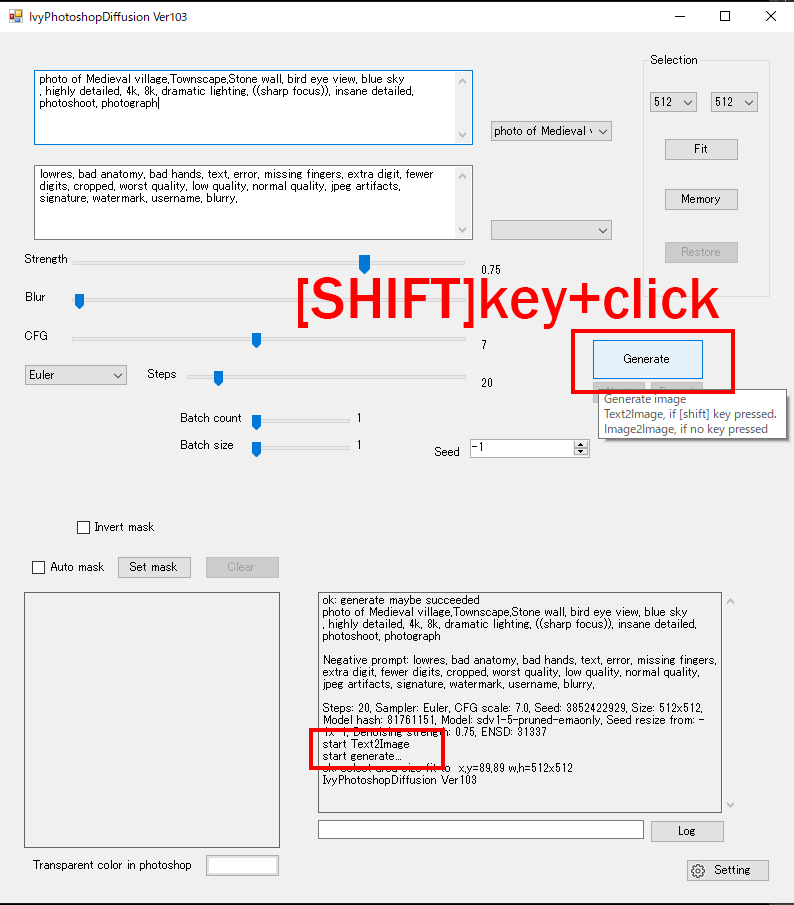 IvyPhotoshopDiffusion Ver103
Selection
photo of Medieval village,Townscape,Stone wall, bird eye view, blue sky
, highly detailed, 4k, 8k, dramatic lighting, ((sharp focus)), insane detailed,
photoshoot, photograph
512 512
photo of Medieval
Fit
lowres, bad anatomy, bad hands, text, error, missing fingers, extra digit, fewer
digits, cropped, worst quality, low quality, normal quality, jpeg artifacts,
signature, watermark, username, blurry,
Memory
Restore
Strength 0.75
[SHIFT]key+click
Blur
CFG 7
Generate
Euler Steps 20
Generate image
Text2Image, if [shift] key pressed.
Image2Image, if no key pressed
Batch count 1
Batch size 1
Seed -1
Invert mask
Auto mask Set mask Clear
ok: generate maybe succeeded
photo of Medieval village,Townscape,Stone wall, bird eye view, blue sky
, highly detailed, 4k, 8k, dramatic lighting, ((sharp focus)), insane detailed,
photoshoot, photograph
Negative prompt: lowres, bad anatomy, bad hands, text, error, missing fingers,
extra digit, fewer digits, cropped, worst quality, low quality, normal quality,
jpeg artifacts, signature, watermark, username, blurry,
Steps: 20, Sampler: Euler, CFG scale: 7.0, Seed: 3852422929, Size: 512x512,
Model hash: 81761151, Model: sdv1-5-pruned-emaonly, Seed resize from: -
1x-1, Denoising strength: 0.75, ENSD: 31337
start Text2Image
start generate...
ok: select area size fit to x,y=89,89 w,h=512x512
IvyPhotoshopDiffusion Ver103
Log
Transparent color in photoshop
Setting